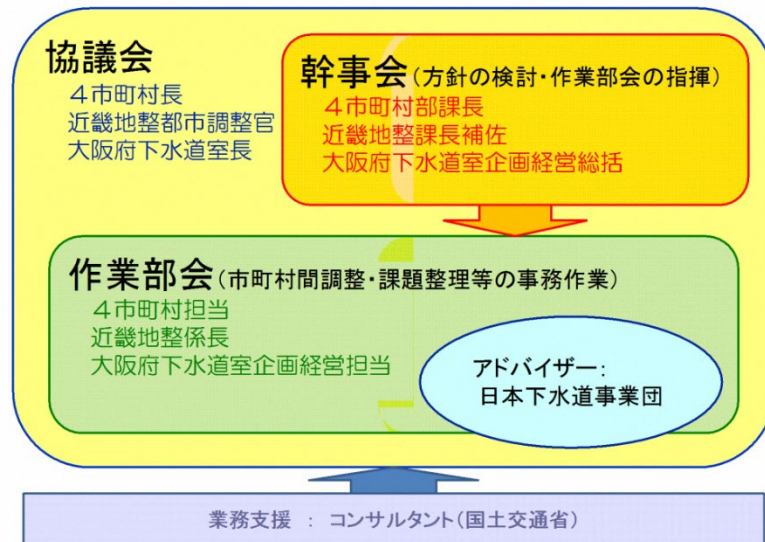 協議会
4市町村長
近畿地整都市調整官
大阪府下水道室長
幹事会(方針の検討・作業部会の指揮)
4市町村部課長
近畿地整課長補佐
大阪府下水道室企画経営総括
作業部会(市町村間調整・課題整理等の事務作業)
4市町村担当
近畿地整係長
大阪府下水道室企画経営担当
アドバイザー:
日本下水道事業団
業務支援 : コンサルタント(国土交通省)